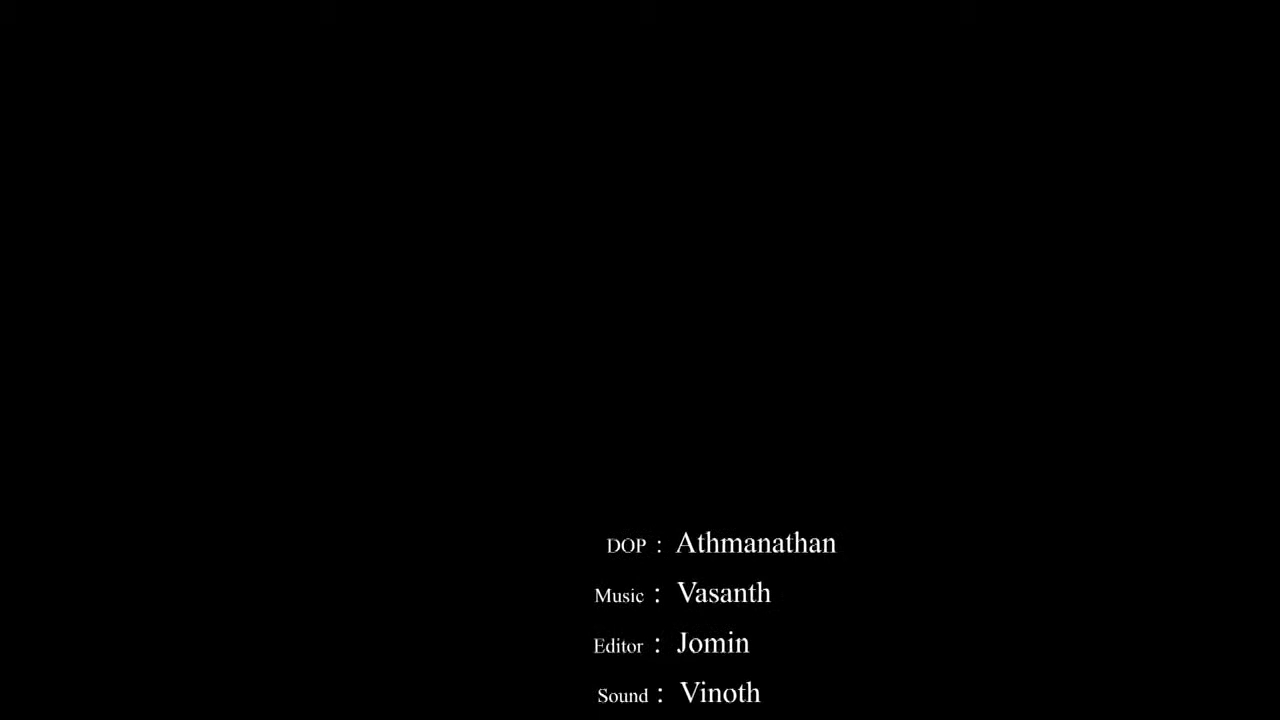 DOP : Athmanathan
Music : Vasanth
Editor : Jomin
Sound : Vinoth